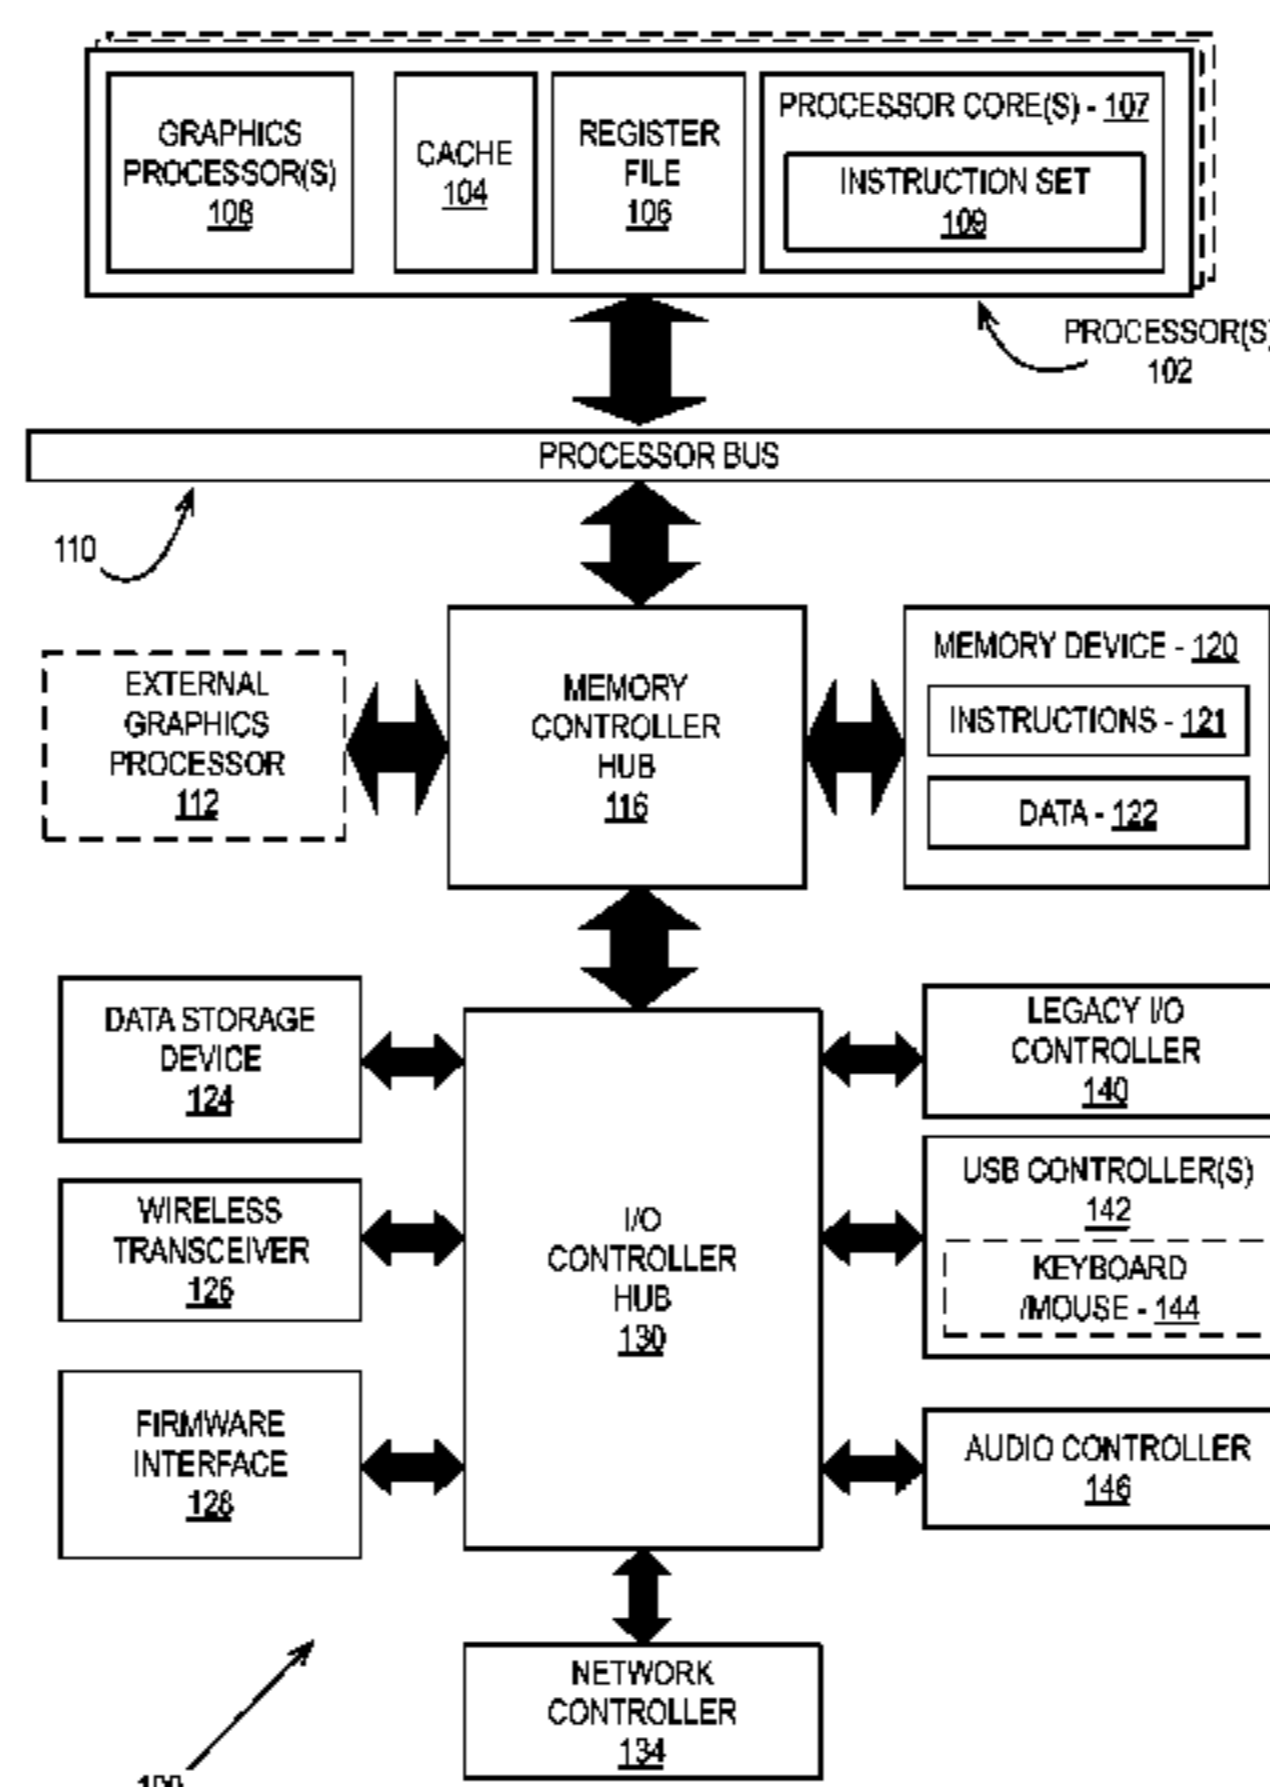 GRAPHICS
PROCESSOR(S)
108
CACHE
104
REGISTER
FILE
106
PROCESSOR CORE(S) - 107
INSTRUCTION SET
109
PROCESSOR(S)
102
PROCESSOR BUS
110
EXTERNAL
GRAPHICS
PROCESSOR
112
MEMORY
CONTROLLER
HUB
116
MEMORY DEVICE - 120
INSTRUCTIONS - 121
DATA - 122
DATA STORAGE
DEVICE
124
LEGACY I/O
CONTROLLER
140
WIRELESS
TRANSCEIVER
126
I/O
CONTROLLER
HUB
130
USB CONTROLLER(S)
142
KEYBOARD
/MOUSE - 144
FIRMWARE
INTERFACE
128
AUDIO CONTROLLER
146
NETWORK
CONTROLLER
134